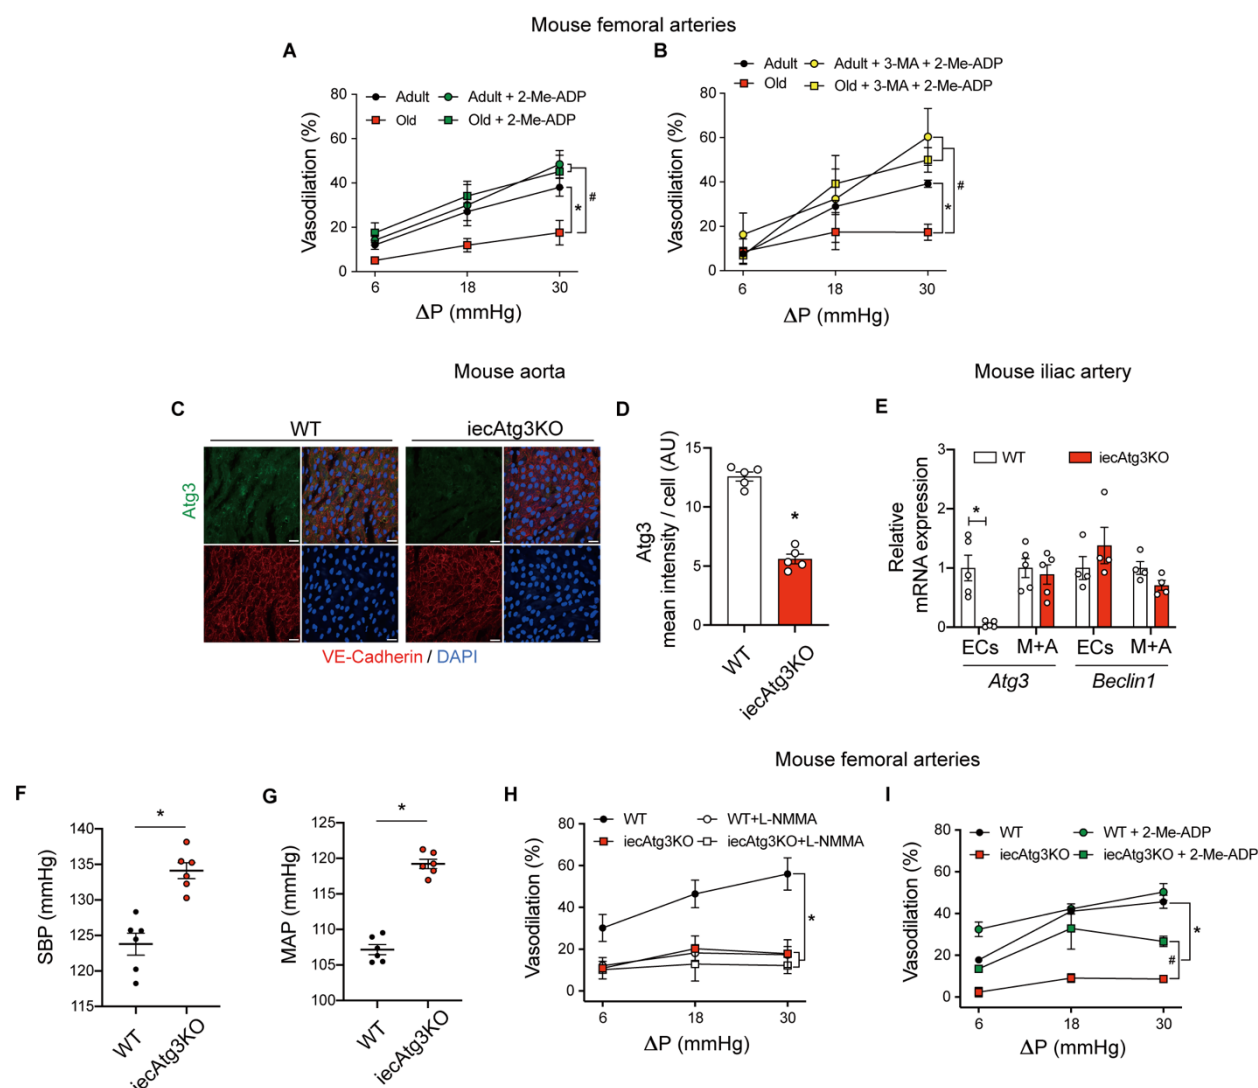 Mouse femoral arteries
A
Adult
Adult + 2-Me-ADP
Old
Old + 2-Me-ADP
Vasodilation (%)
80
60
40
20
0
*
#
6
18
30
ΔP (mmHg)
B
Adult
Adult + 3-MA + 2-Me-ADP
Old
Old + 3-MA + 2-Me-ADP
Vasodilation (%)
80
60
40
20
0
*
#
6
18
30
ΔP (mmHg)
Mouse aorta
C
WT
iecAtg3KO
Atg3
VE-Cadherin / DAPI
D
Atg3
mean intensity / cell (AU)
15
10
5
0
*
WT
iecAtg3KO
Mouse iliac artery
E
WT
iecAtg3KO
Relative
mRNA expression
3
2
1
0
*
ECs
M+A
ECs
M+A
Atg3
Beclin1
F
SBP (mmHg)
140
135
130
125
120
115
*
WT
iecAtg3KO
G
MAP (mmHg)
125
120
115
110
105
100
*
WT
iecAtg3KO
Mouse femoral arteries
H
WT
WT+L-NMMA
iecAtg3KO
iecAtg3KO+L-NMMA
Vasodilation (%)
80
60
40
20
0
*
6
18
30
ΔP (mmHg)
I
WT
WT + 2-Me-ADP
iecAtg3KO
iecAtg3KO + 2-Me-ADP
Vasodilation (%)
80
60
40
20
0
*
#
6
18
30
ΔP (mmHg)